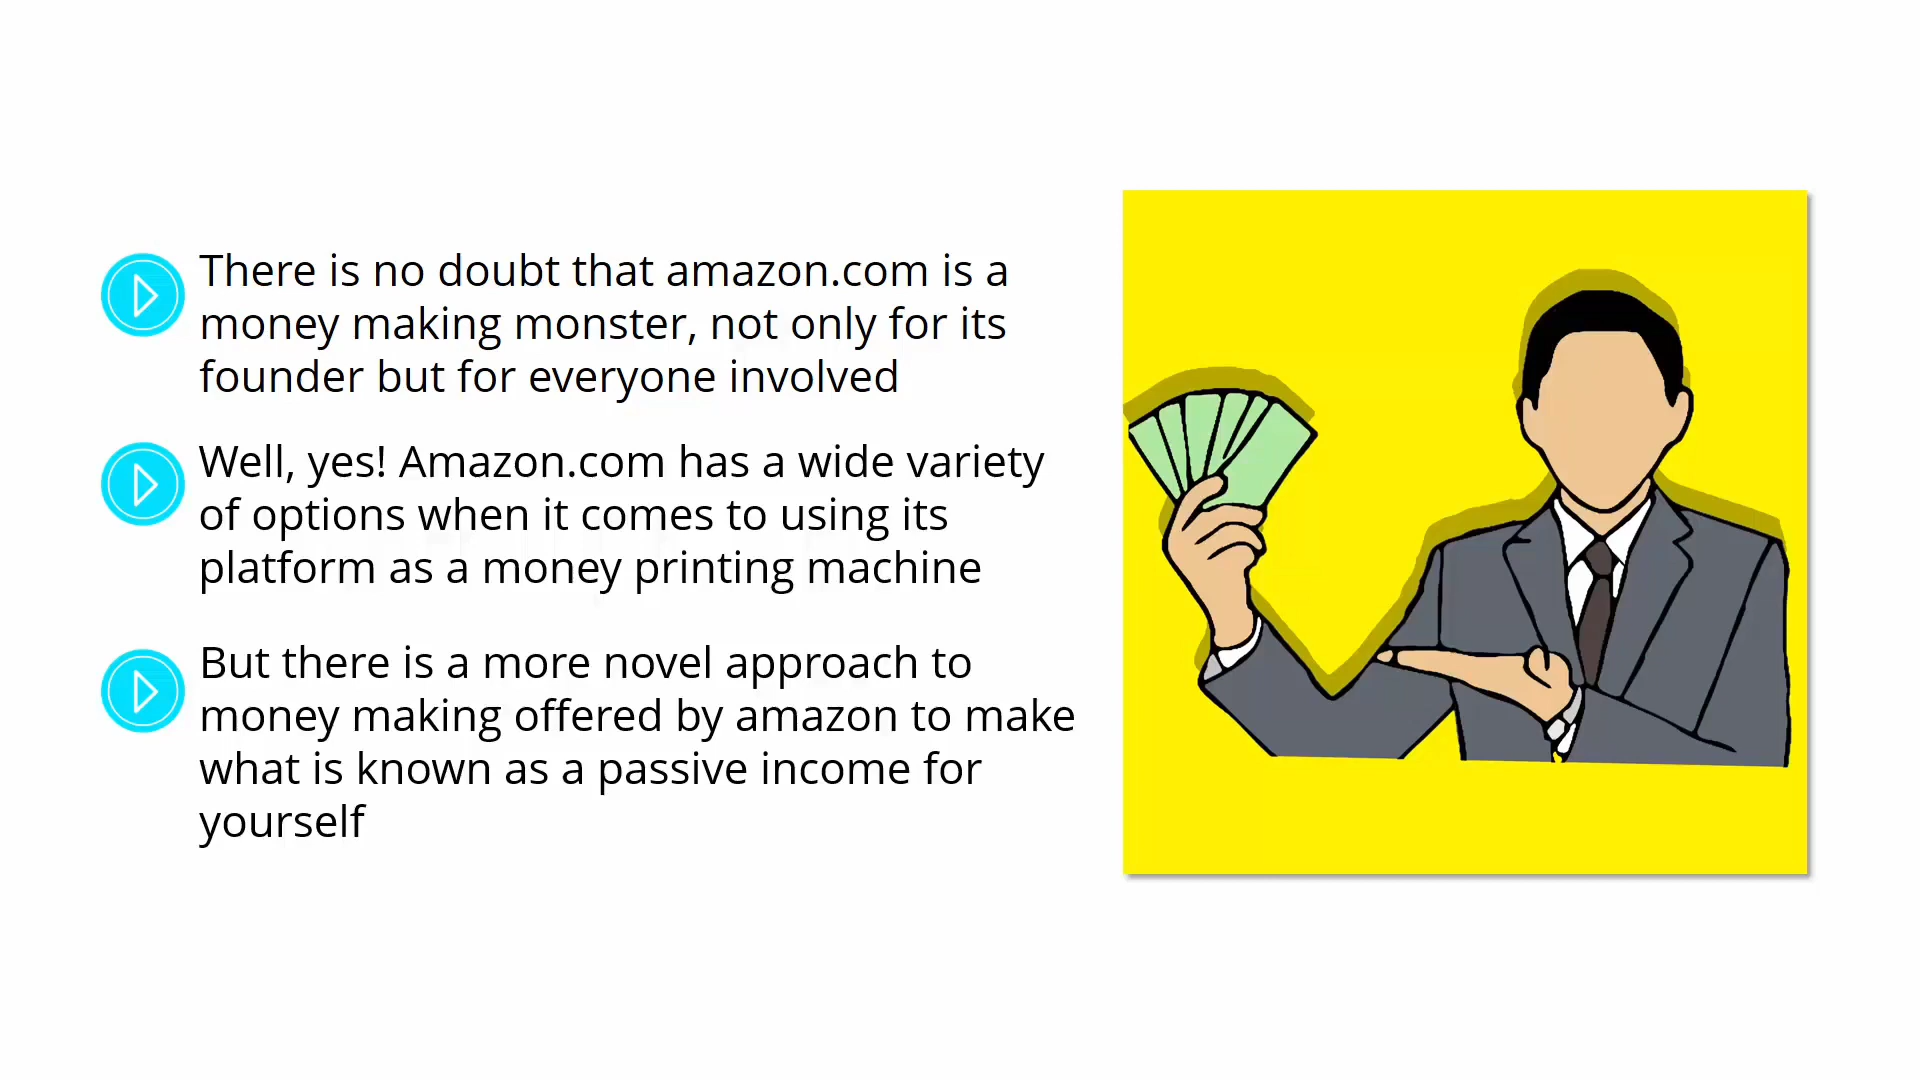 There is no doubt that amazon.com is a
money making monster, not only for its
founder but for everyone involved
Well, yes! Amazon.com has a wide variety
of options when it comes to using its
platform as a money printing machine
But there is a more novel approach to
money making offered by amazon to make
what is known as a passive income for
yourself